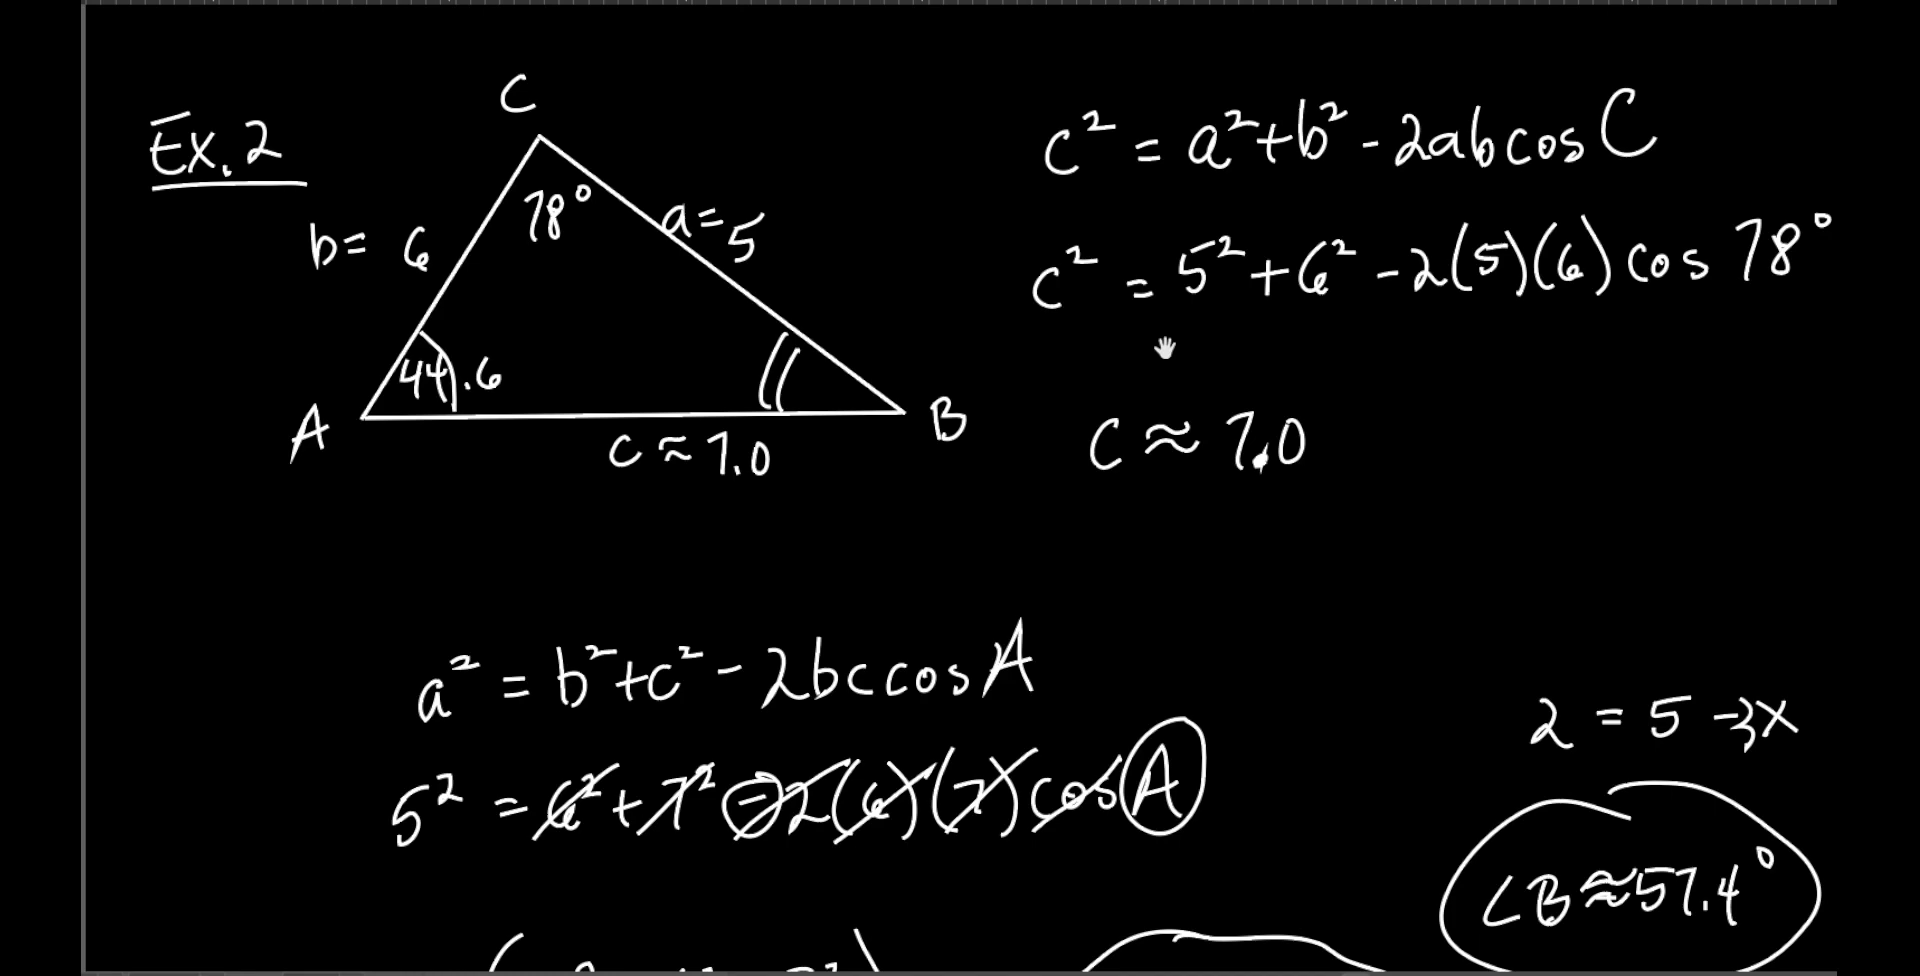 Ex. 2
C
78°
b = 6
a = 5
44.6
A
B
c ≈ 7.0
c² = a² + b² - 2ab cos C
c² = 5² + 6² - 2(5)(6) cos 78°
c ≈ 7.0
a² = b² + c² - 2bc cos A
5² = 6² + 7² - 2(6)(7) cos A
2 = 5 - 3x
∠B ≈ 57.4°